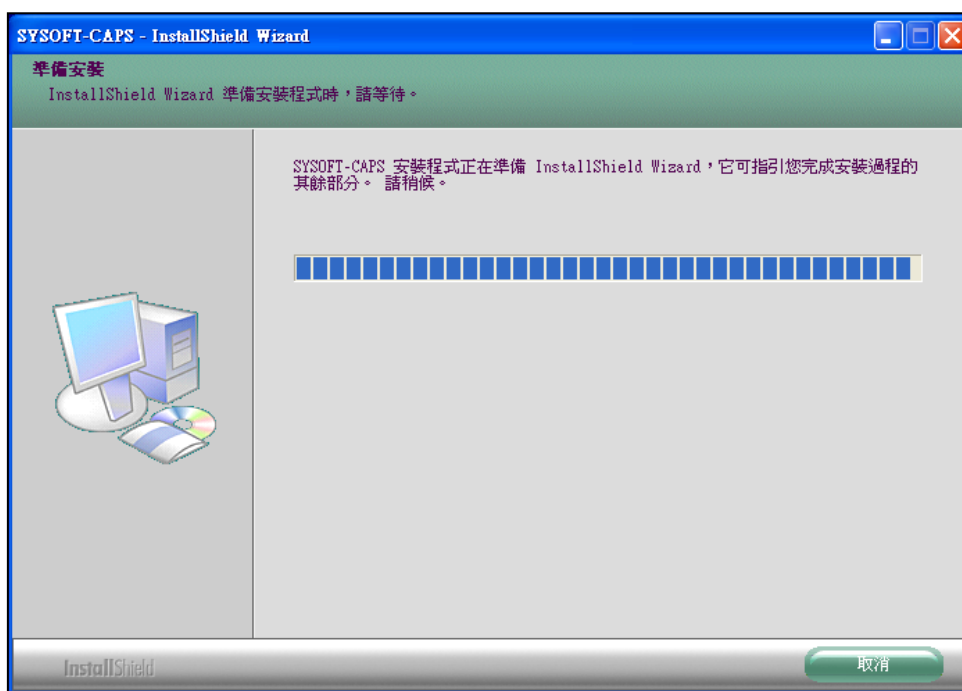 SYSOFT-CAPS - InstallShield Wizard
準備安裝
InstallShield Wizard 準備安裝程式時，請等待。
SYSOFT-CAPS 安裝程式正在準備 InstallShield Wizard，它可指引您完成安裝過程的
其餘部分。 請稍候。
InstallShield
取消